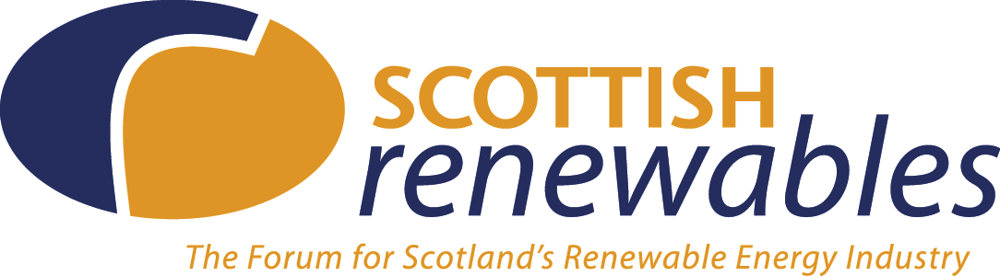 SCOTTISH
renewables
The Forum for Scotland’s Renewable Energy Industry